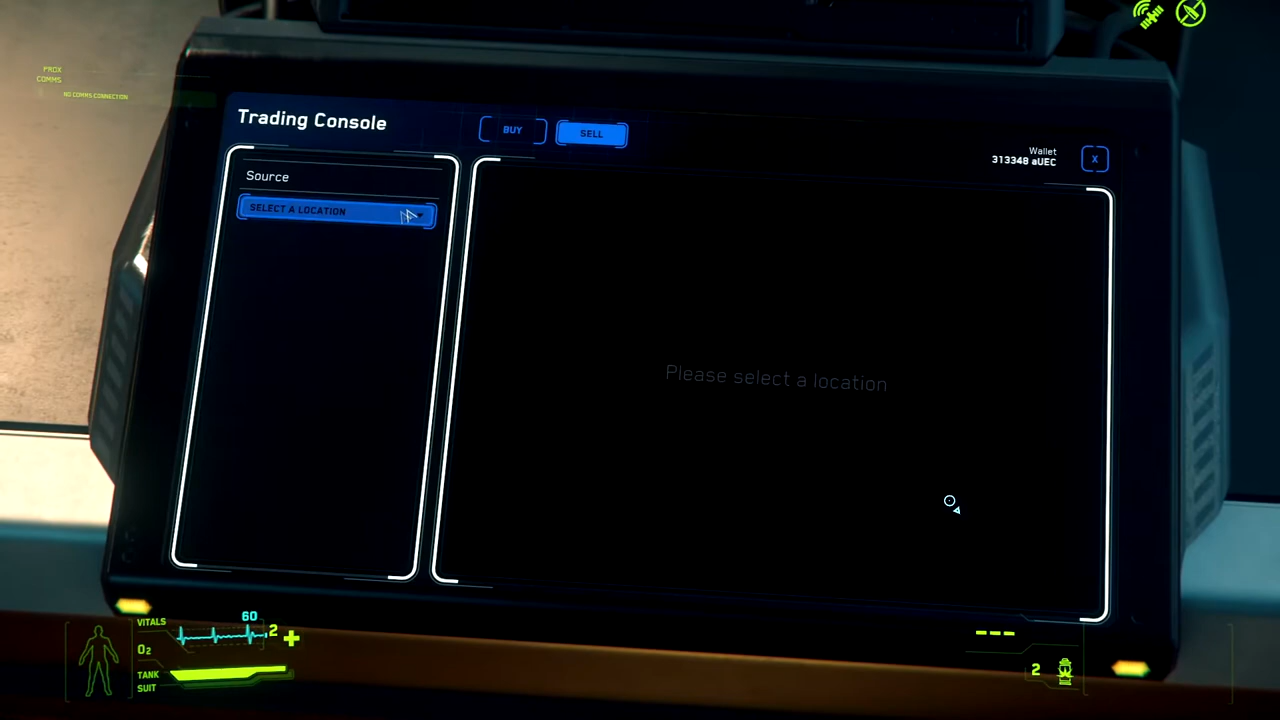 PROX
COMMS
NO COMMS CONNECTION
Trading Console
BUY
SELL
Wallet
313348 aUEC
X
Source
SELECT A LOCATION
Please select a location
VITALS
60
2
O2
TANK
SUIT
2